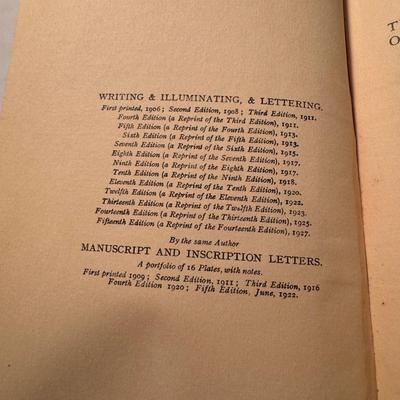 WRITING & ILLUMINATING, & LETTERING.
First printed, 1906; Second Edition, 1908; Third Edition, 1911.
Fourth Edition (a Reprint of the Third Edition), 1911.
Fifth Edition (a Reprint of the Fourth Edition), 1913.
Sixth Edition (a Reprint of the Fifth Edition), 1913.
Seventh Edition (a Reprint of the Sixth Edition), 1915.
Eighth Edition (a Reprint of the Seventh Edition), 1917.
Ninth Edition (a Reprint of the Eighth Edition), 1917.
Tenth Edition (a Reprint of the Ninth Edition), 1918.
Eleventh Edition (a Reprint of the Tenth Edition), 1920.
Twelfth Edition (a Reprint of the Eleventh Edition), 1922.
Thirteenth Edition (a Reprint of the Twelfth Edition), 1923.
Fourteenth Edition (a Reprint of the Thirteenth Edition), 1925.
Fifteenth Edition (a Reprint of the Fourteenth Edition), 1927.
By the same Author
MANUSCRIPT AND INSCRIPTION LETTERS.
A portfolio of 16 Plates, with notes.
First printed 1909; Second Edition, 1911; Third Edition, 1916
Fourth Edition 1920; Fifth Edition, June, 1922.